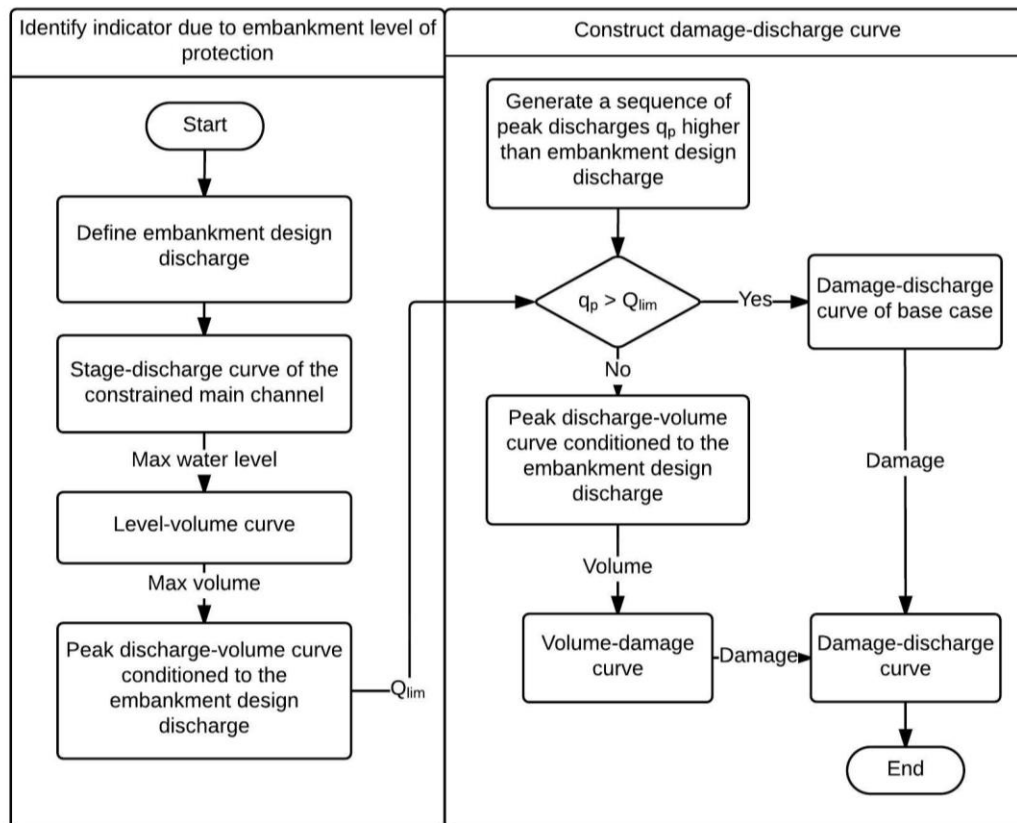 Identify indicator due to embankment level of
protection
Start
Define embankment design
discharge
Stage-discharge curve of the
constrained main channel
Max water level
Level-volume curve
Max volume
Peak discharge-volume curve
conditioned to the
embankment design
discharge
Qlim
Construct damage-discharge curve
Generate a sequence of
peak discharges qp higher
than embankment design
discharge
qp > Qlim
Yes
Damage-discharge
curve of base case
No
Peak discharge-volume
curve conditioned to the
embankment design
discharge
Damage
Volume
Volume-damage
curve
Damage
Damage-discharge
curve
End